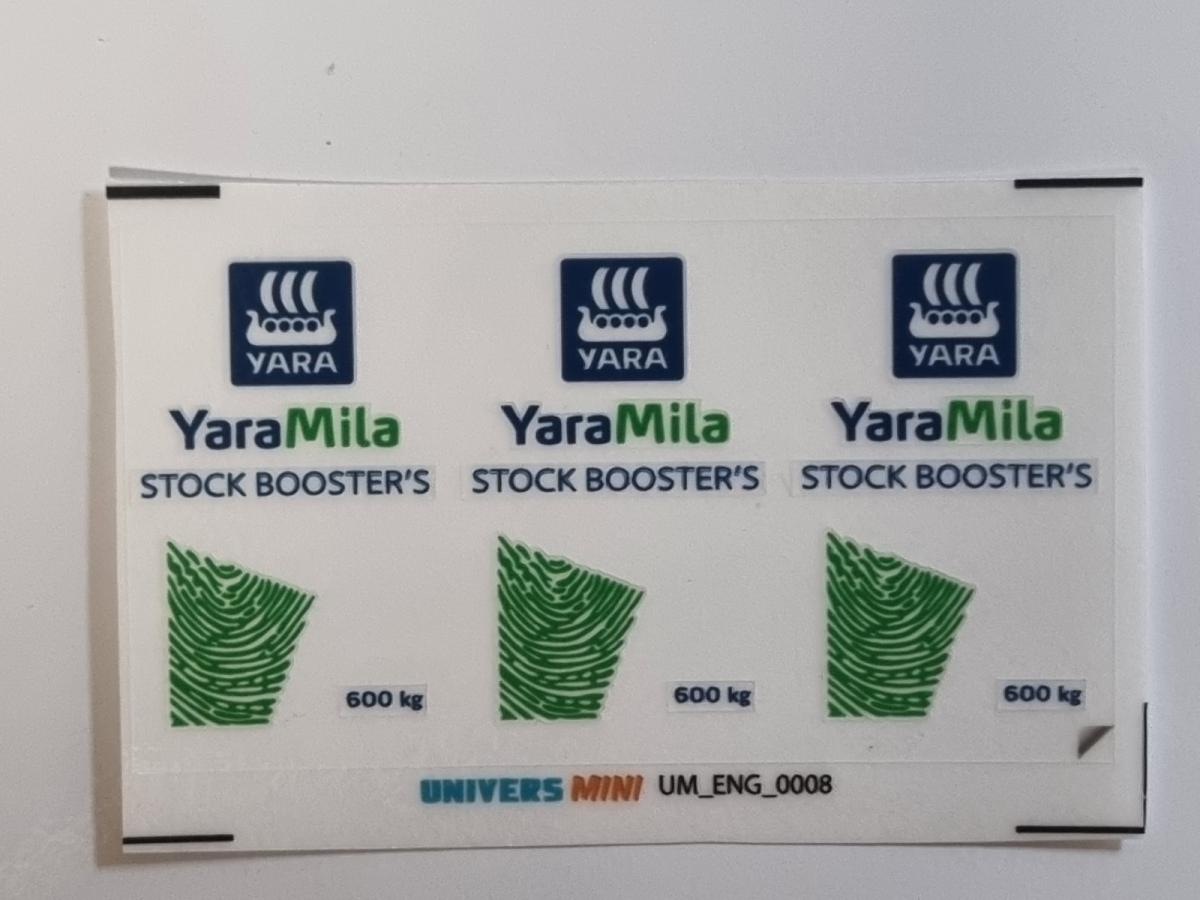 YARA YARA YARA
YaraMila YaraMila YaraMila
STOCK BOOSTER'S STOCK BOOSTER'S STOCK BOOSTER'S
600 kg 600 kg 600 kg
UNIVERS MINI UM_ENG_0008